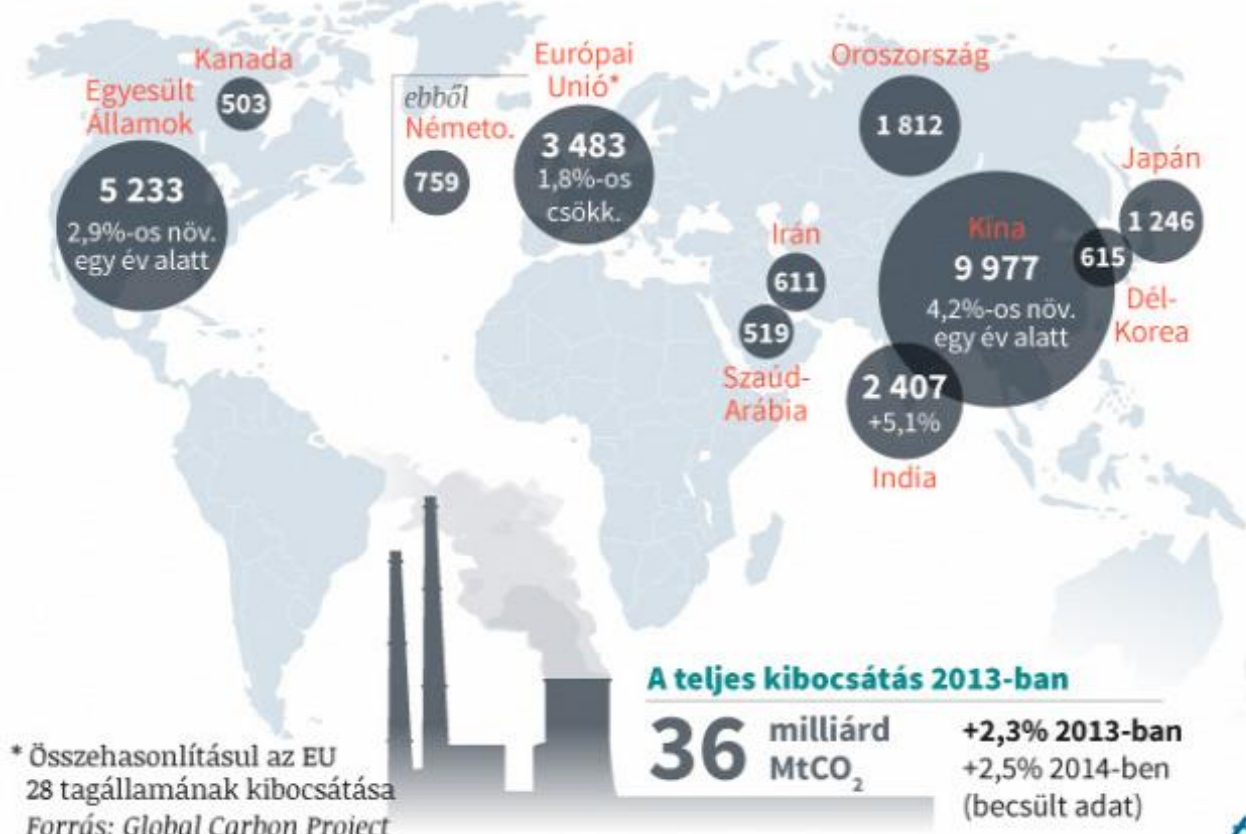 Kanada
503
Egyesült
Államok
5 233
2,9%-os növ.
egy év alatt
ebből
Németo.
759
Európai
Unió*
3 483
1,8%-os
csökk.
Oroszország
1 812
Japán
1 246
Kína
9 977
4,2%-os növ.
egy év alatt
615
Dél-
Korea
Irán
611
519
Szaúd-
Arábia
2 407
+5,1%
India
A teljes kibocsátás 2013-ban
36 milliárd
MtCO₂
+2,3% 2013-ban
+2,5% 2014-ben
(becsült adat)
* Összehasonlításul az EU
28 tagállamának kibocsátása
Forrás: Global Carbon Project